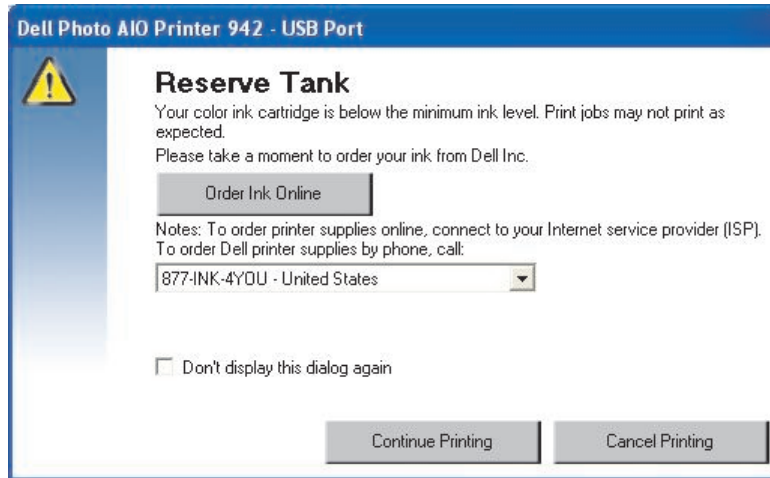 Dell Photo AIO Printer 942 - USB Port
Reserve Tank
Your color ink cartridge is below the minimum ink level. Print jobs may not print as
expected.
Please take a moment to order your ink from Dell Inc.
Order Ink Online
Notes: To order printer supplies online, connect to your Internet service provider (ISP).
To order Dell printer supplies by phone, call:
877-INK-4YOU - United States
Don't display this dialog again
Continue Printing
Cancel Printing